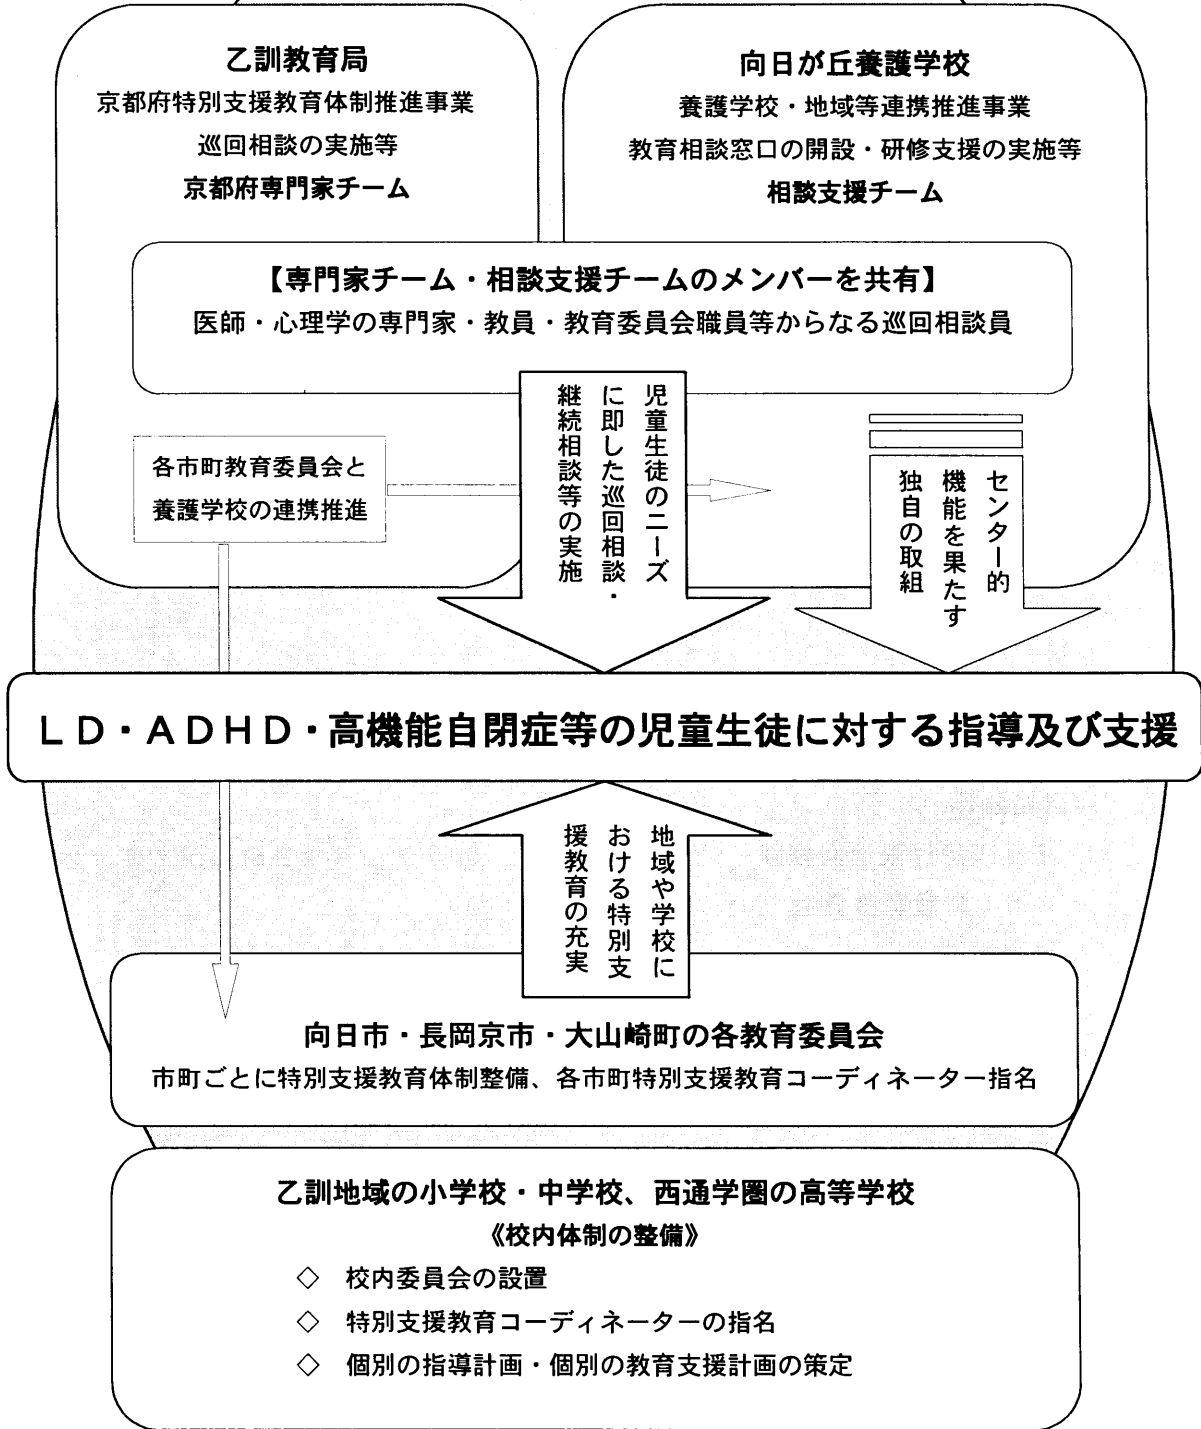 乙訓教育局
京都府特別支援教育体制推進事業
巡回相談の実施等
京都府専門家チーム
向日が丘養護学校
養護学校・地域等連携推進事業
教育相談窓口の開設・研修支援の実施等
相談支援チーム
【専門家チーム・相談支援チームのメンバーを共有】
医師・心理学の専門家・教員・教育委員会職員等からなる巡回相談員
各市町教育委員会と
養護学校の連携推進
児童生徒のニーズ
に即した巡回相談・
継続相談等の実施
センター的
機能を果たす
独自の取組
ＬＤ・ＡＤＨＤ・高機能自閉症等の児童生徒に対する指導及び支援
地域や学校に
おける特別支
援教育の充実
向日市・長岡京市・大山崎町の各教育委員会
市町ごとに特別支援教育体制整備、各市町特別支援教育コーディネーター指名
乙訓地域の小学校・中学校、西通学圏の高等学校
《校内体制の整備》
◇ 校内委員会の設置
◇ 特別支援教育コーディネーターの指名
◇ 個別の指導計画・個別の教育支援計画の策定